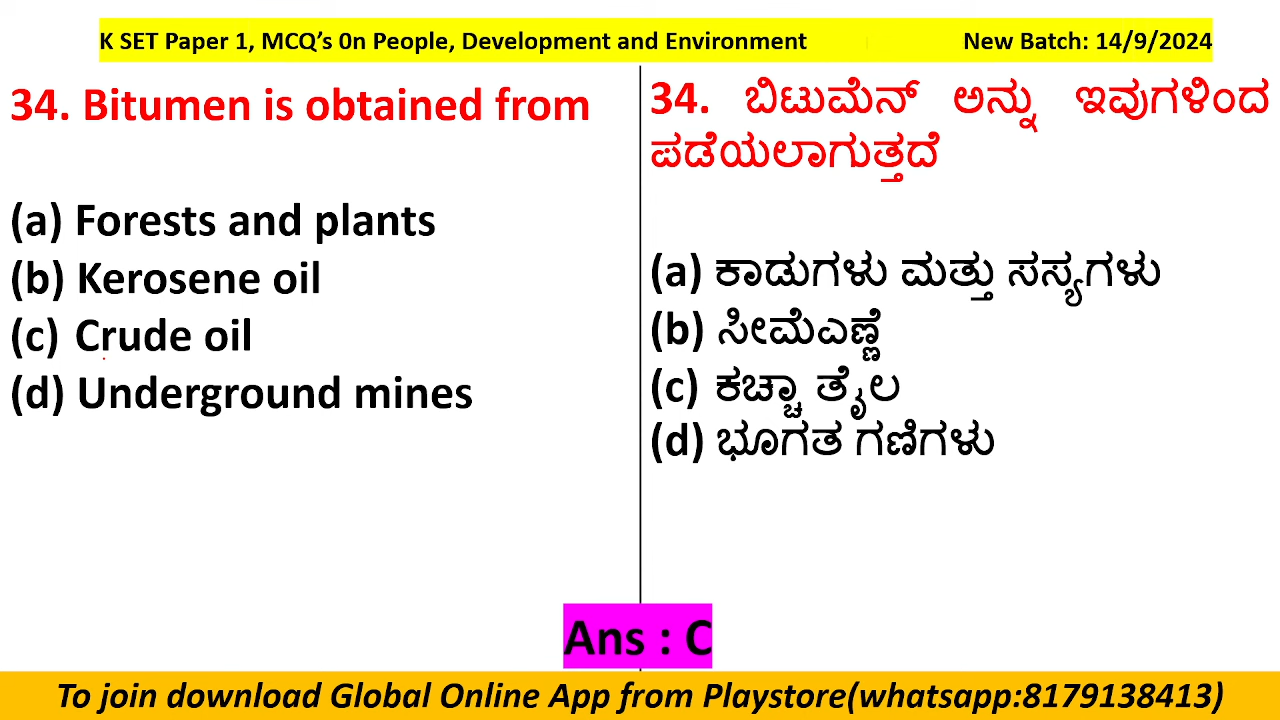 K SET Paper 1, MCQ’s 0n People, Development and Environment New Batch: 14/9/2024
34. Bitumen is obtained from
(a) Forests and plants
(b) Kerosene oil
(c) Crude oil
(d) Underground mines
34. ಬಿಟುಮೆನ್ ಅನ್ನು ಇವುಗಳಿಂದ
ಪಡೆಯಲಾಗುತ್ತದೆ
(a) ಕಾಡುಗಳು ಮತ್ತು ಸಸ್ಯಗಳು
(b) ಸೀಮೆಎಣ್ಣೆ
(c) ಕಚ್ಚಾ ತೈಲ
(d) ಭೂಗತ ಗಣಿಗಳು
Ans : C
To join download Global Online App from Playstore(whatsapp:8179138413)